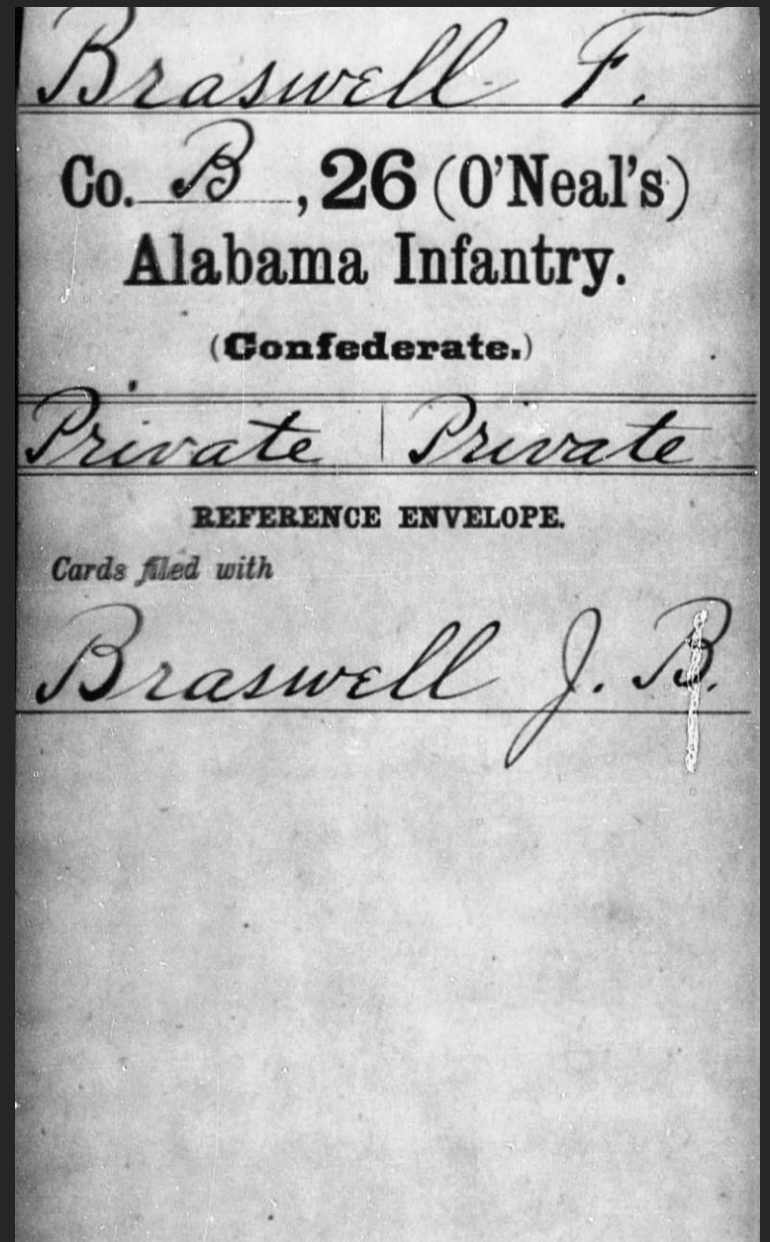 Braswell F.
Co. B, 26 (O'Neal's)
Alabama Infantry.
(Confederate.)
Private | Private
REFERENCE ENVELOPE.
Cards filed with
Braswell J. B.